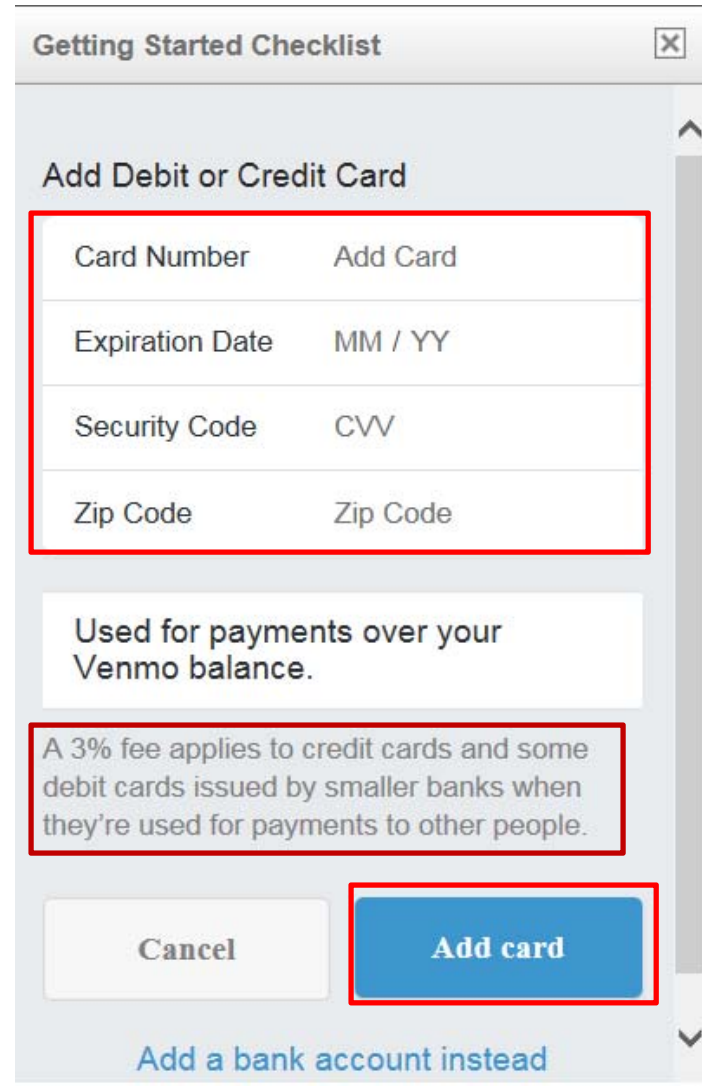 Getting Started Checklist
Add Debit or Credit Card
Card Number Add Card
Expiration Date MM / YY
Security Code CVV
Zip Code Zip Code
Used for payments over your
Venmo balance.
A 3% fee applies to credit cards and some
debit cards issued by smaller banks when
they're used for payments to other people.
Cancel Add card
Add a bank account instead